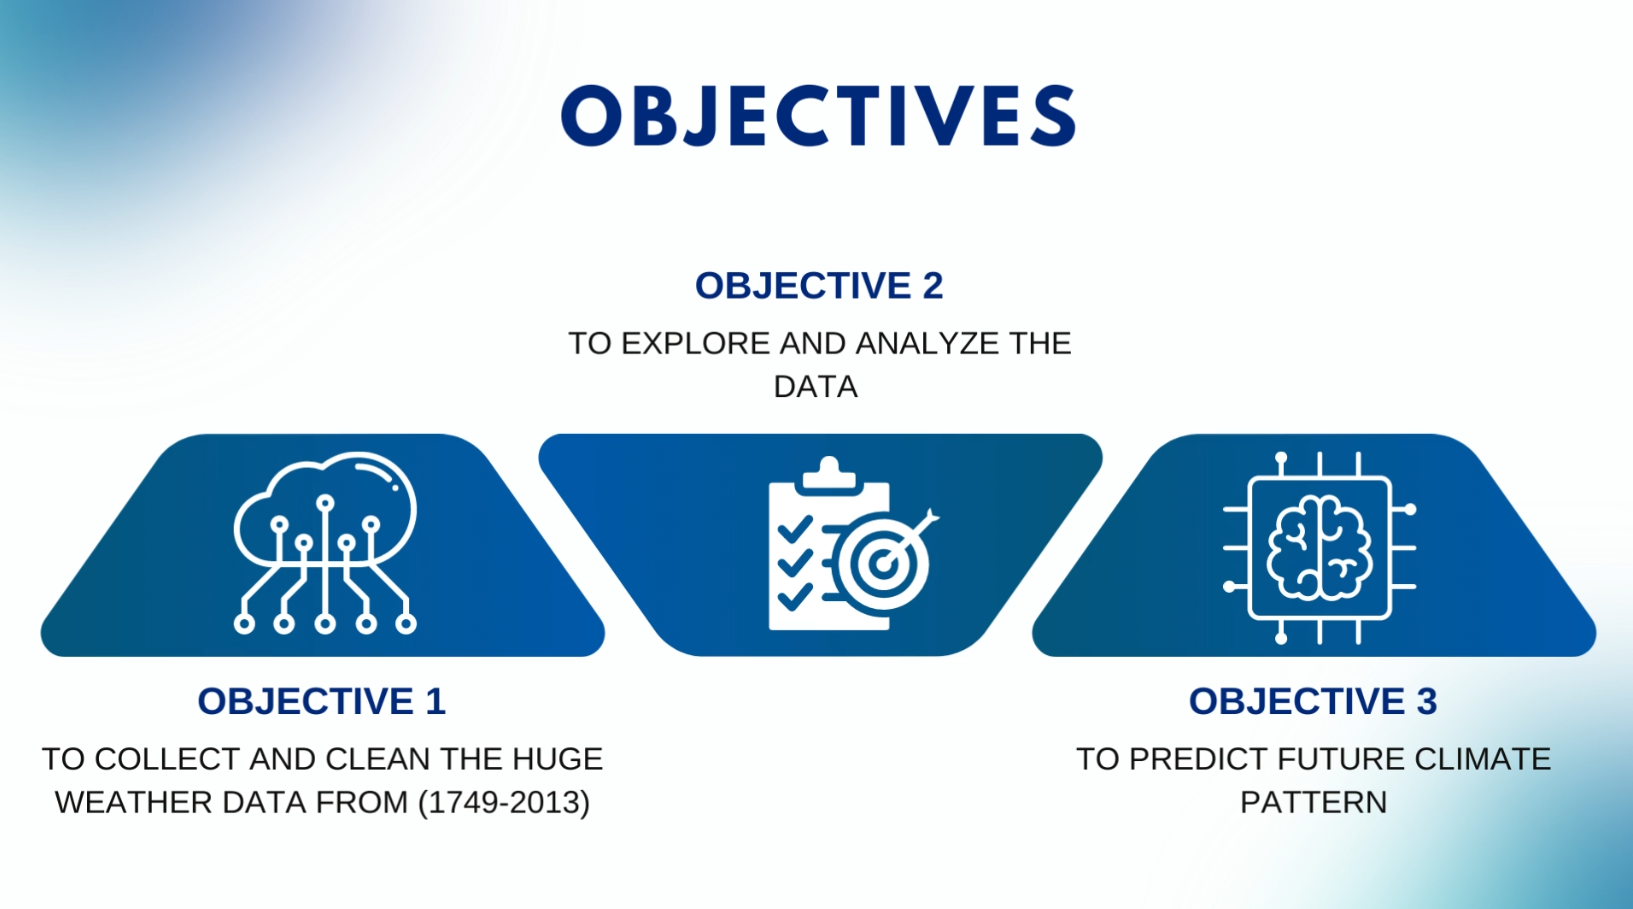 OBJECTIVES
OBJECTIVE 2
TO EXPLORE AND ANALYZE THE
DATA
OBJECTIVE 1
TO COLLECT AND CLEAN THE HUGE
WEATHER DATA FROM (1749-2013)
OBJECTIVE 3
TO PREDICT FUTURE CLIMATE
PATTERN